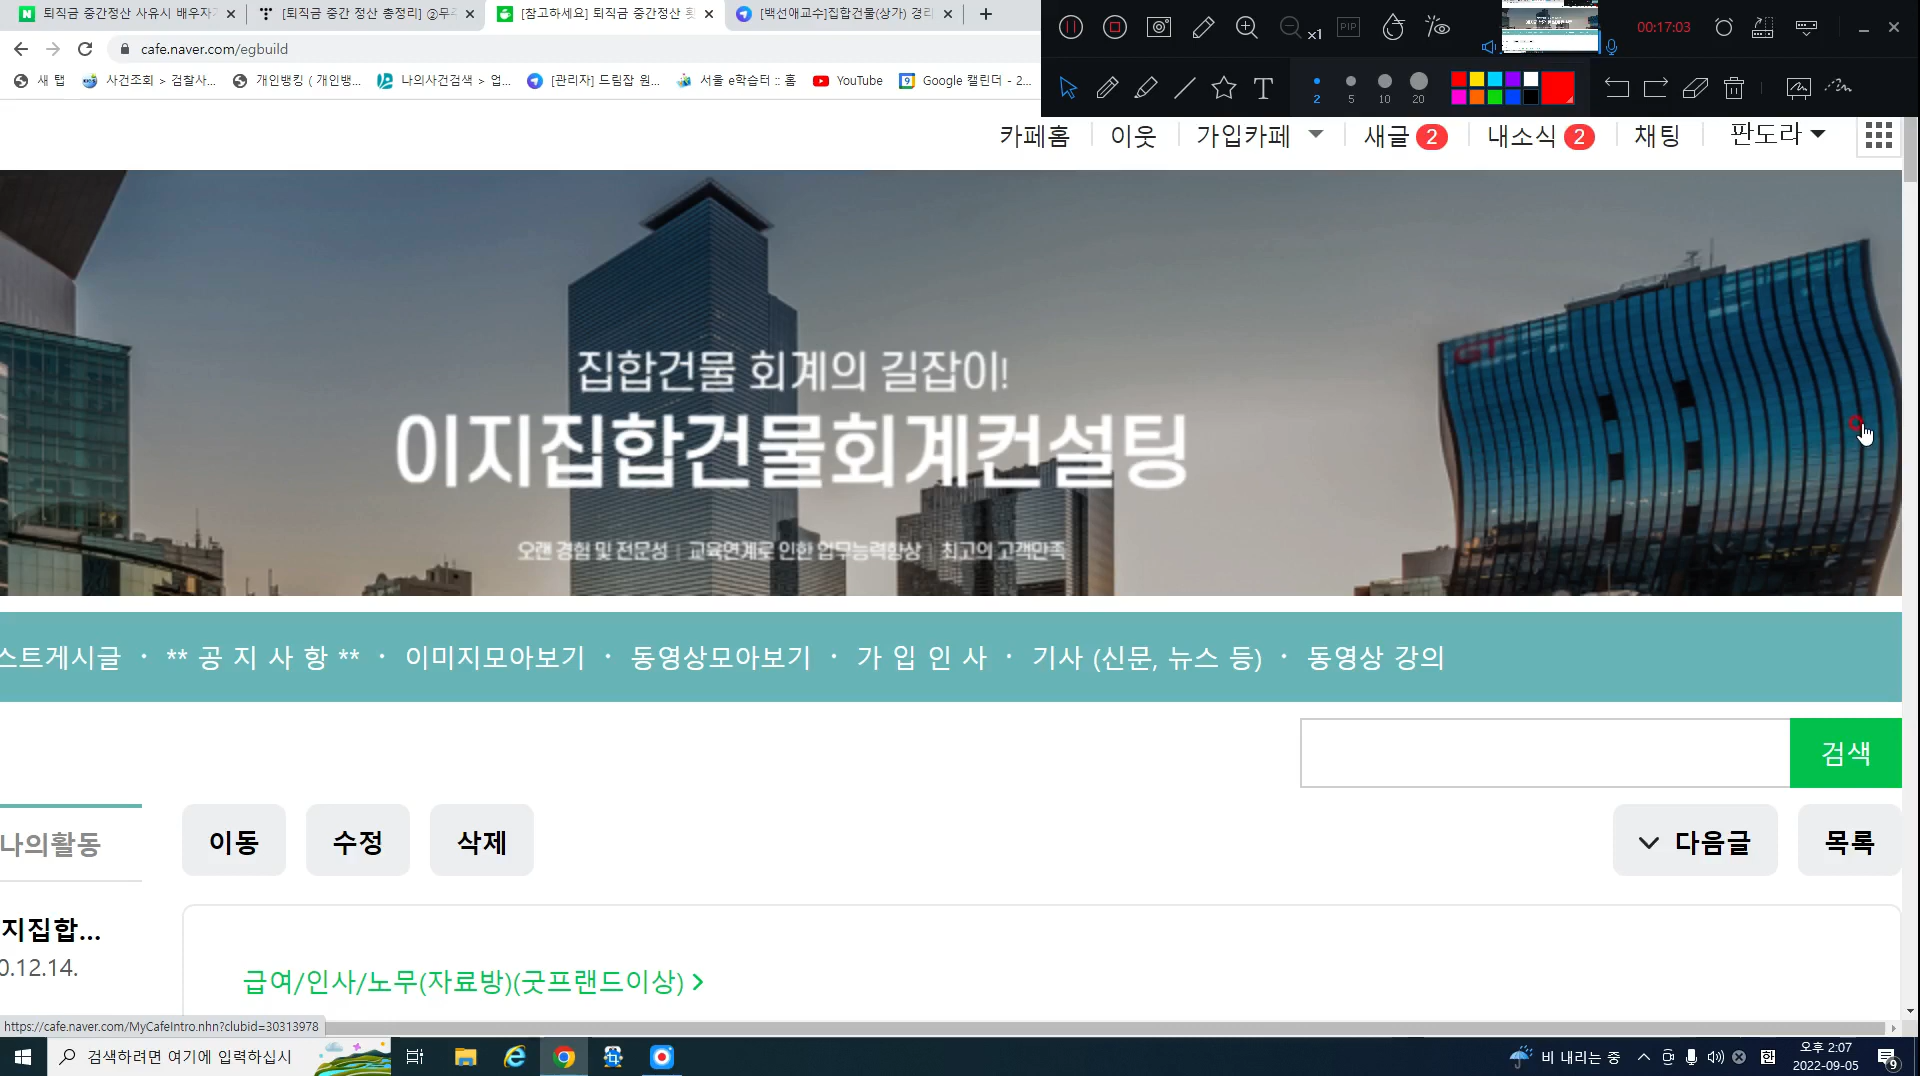 퇴직금 중간정산 사유시 배우자
[퇴직금 중간 정산 총정리] ②무주
[참고하세요] 퇴직금 중간정산
[백선애교수]집합건물(상가) 경리
cafe.naver.com/egbuild
00:17:03
x1
PIP
새 탭
사건조회 > 검찰사...
개인뱅킹 ( 개인뱅...
나의사건검색 > 업...
[관리자] 드림잡 원...
서울 e학습터 :: 홈
YouTube
Google 캘린더 - 2...
T
2
5
10
20
카페홈
이웃
가입카페
새글 2
내소식 2
채팅
판도라
집합건물 회계의 길잡이!
이지집합건물회계컨설팅
오랜 경험 및 전문성 | 교육연계로 인한 업무능력향상 | 최고의 고객만족
GT
스트게시글 · ** 공 지 사 항 ** · 이미지모아보기 · 동영상모아보기 · 가 입 인 사 · 기사 (신문, 뉴스 등) · 동영상 강의
검색
나의활동
이동
수정
삭제
다음글
목록
지집합...
0.12.14.
급여/인사/노무(자료방)(굿프랜드이상) >
https://cafe.naver.com/MyCafeIntro.nhn?clubid=30313978
검색하려면 여기에 입력하십시
비 내리는 중
한
오후 2:07
2022-09-05
9